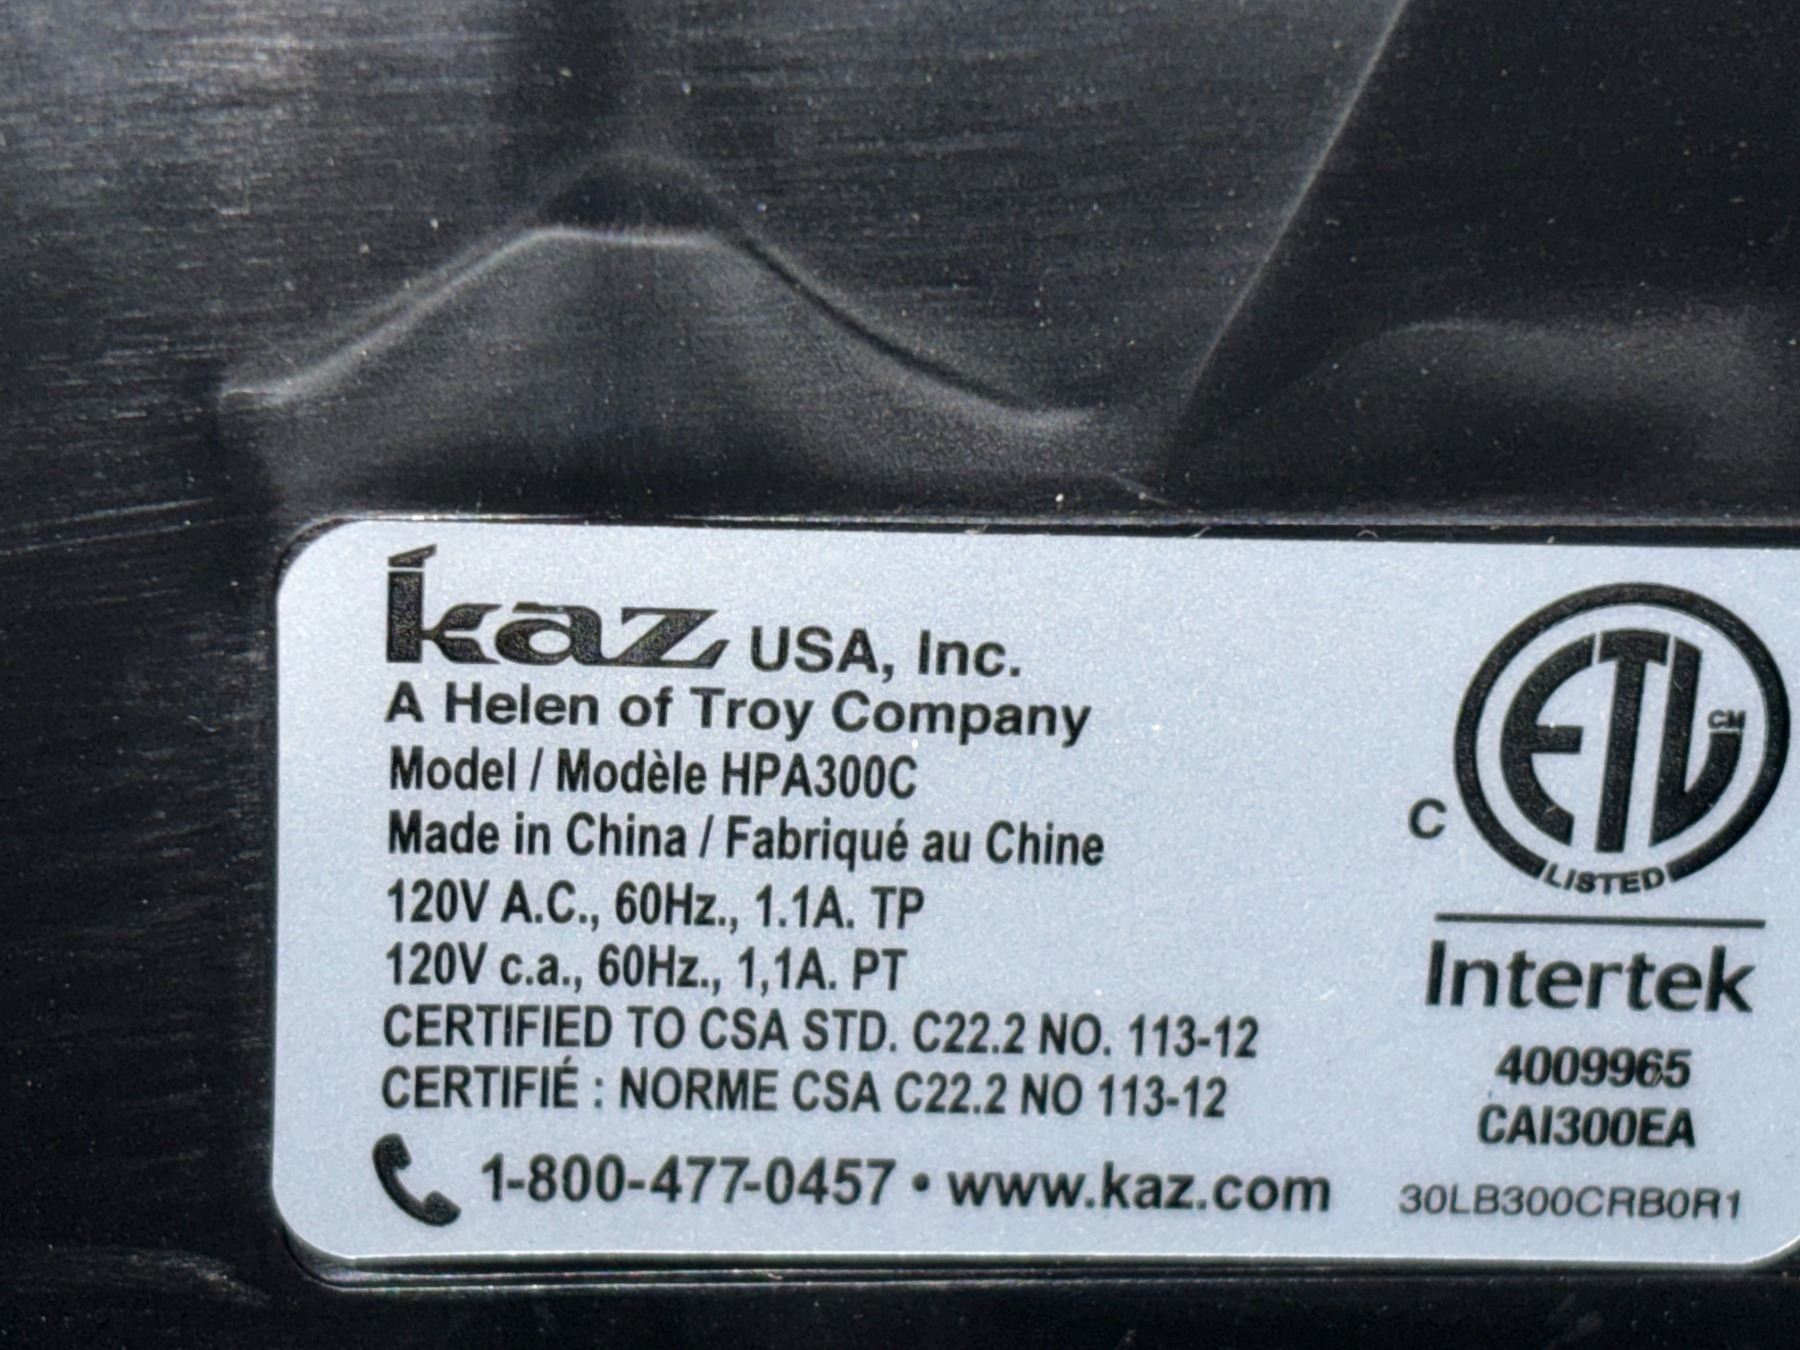 kaz USA, Inc.
A Helen of Troy Company
Model / Modèle HPA300C
Made in China / Fabriqué au Chine
120V A.C., 60Hz., 1.1A. TP
120V c.a., 60Hz., 1,1A. PT
CERTIFIED TO CSA STD. C22.2 NO. 113-12
CERTIFIÉ : NORME CSA C22.2 NO 113-12
1-800-477-0457 • www.kaz.com
C ETL CM
LISTED
Intertek
4009965
CAI300EA
30LB300CRB0R1